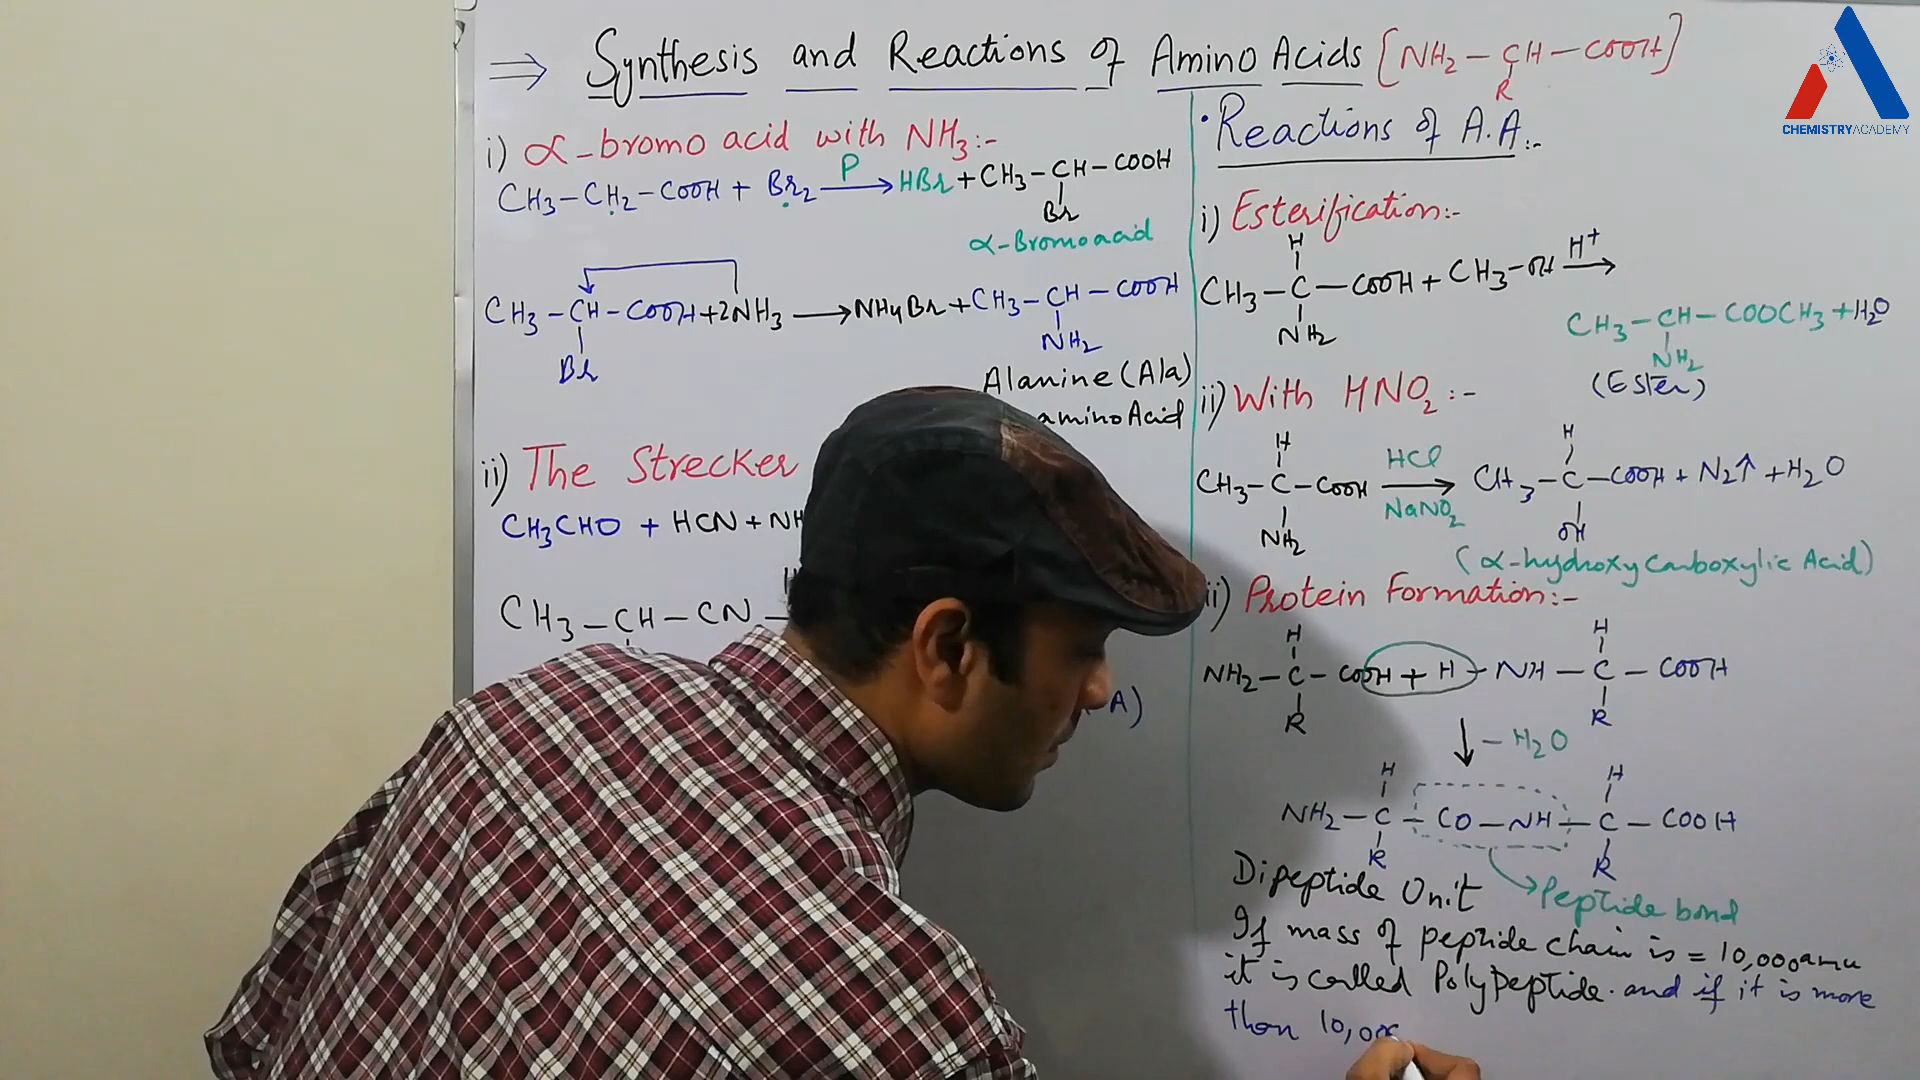 ⇒ Synthesis and Reactions of Amino Acids [NH2 – CH – COOH]
R
i) α-bromo acid with NH3:-
CH3 – CH2 – COOH + Br2 P → HBr + CH3 – CH – COOH
Br
α-Bromoacid
CH3 – CH – COOH + 2NH3 → NH4Br + CH3 – CH – COOH
Br
NH2
Alanine (Ala)
amino Acid
ii) The Strecker
CH3CHO + HCN + NH
CH3 – CH – CN –
A)
• Reactions of A.A:-
i) Esterification:-
H
CH3 – C – COOH + CH3 – OH H+ →
NH2
CH3 – CH – COOCH3 + H2O
NH2
(Ester)
ii) With HNO2:-
H H
CH3 – C – COOH HCl → NaNO2 CH3 – C – COOH + N2↑ + H2O
NH2 OH
(α-hydroxy Carboxylic Acid)
ii) Protein Formation:-
H H
NH2 – C – COOH + H – NH – C – COOH
R R
↓ – H2O
H H
NH2 – C – CO – NH – C – COOH
R R
Dipeptide Unit
Peptide bond
If mass of peptide chain is = 10,000amu
it is called Polypeptide. and if it is more
than 10,000
CHEMISTRYACADEMY